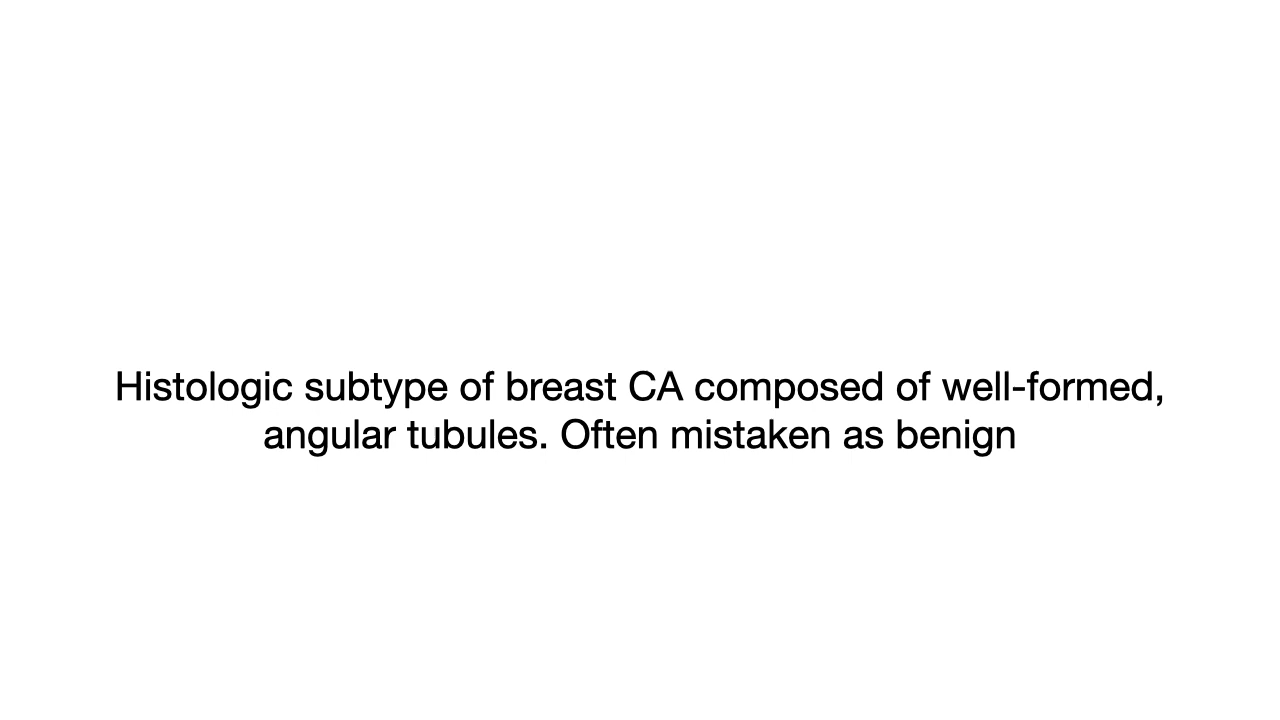 Histologic subtype of breast CA composed of well-formed,
angular tubules. Often mistaken as benign